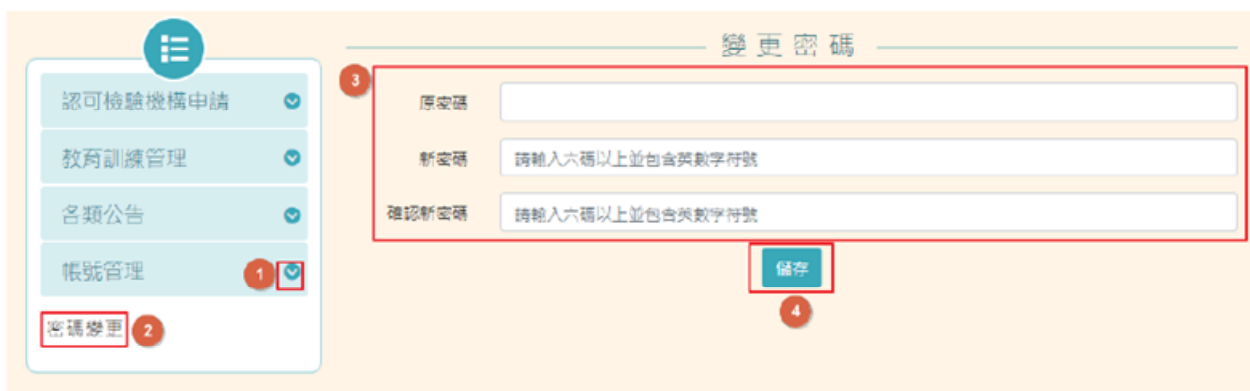 變更密碼
認可檢驗機構申請
教育訓練管理
各類公告
帳號管理
1
密碼變更
2
3
原密碼
新密碼
請輸入六碼以上並包含英數字符號
確認新密碼
請輸入六碼以上並包含英數字符號
儲存
4